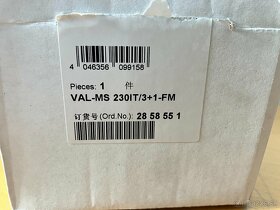 4 046356 099158
Pieces: 1 件
VAL-MS 230IT/3+1-FM
订货号(Ord.No.): 28 58 55 1